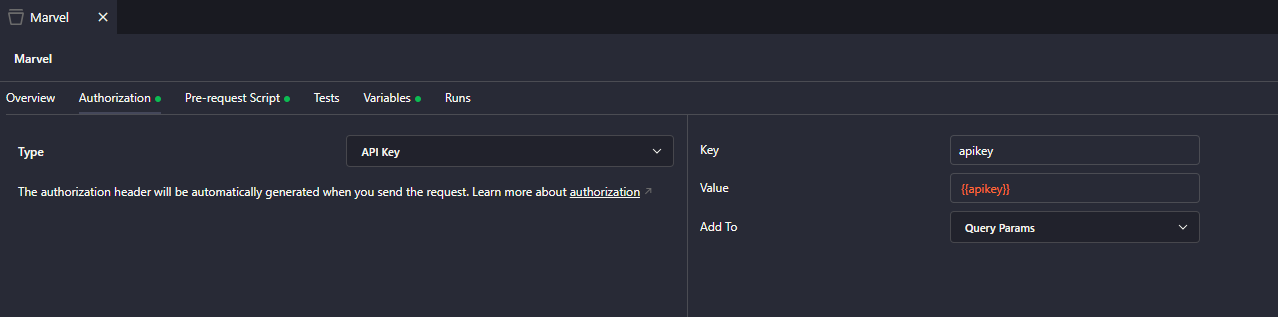 Marvel
Marvel
Overview Authorization Pre-request Script Tests Variables Runs
Type API Key
The authorization header will be automatically generated when you send the request. Learn more about authorization
Key apikey
Value {{apikey}}
Add To Query Params